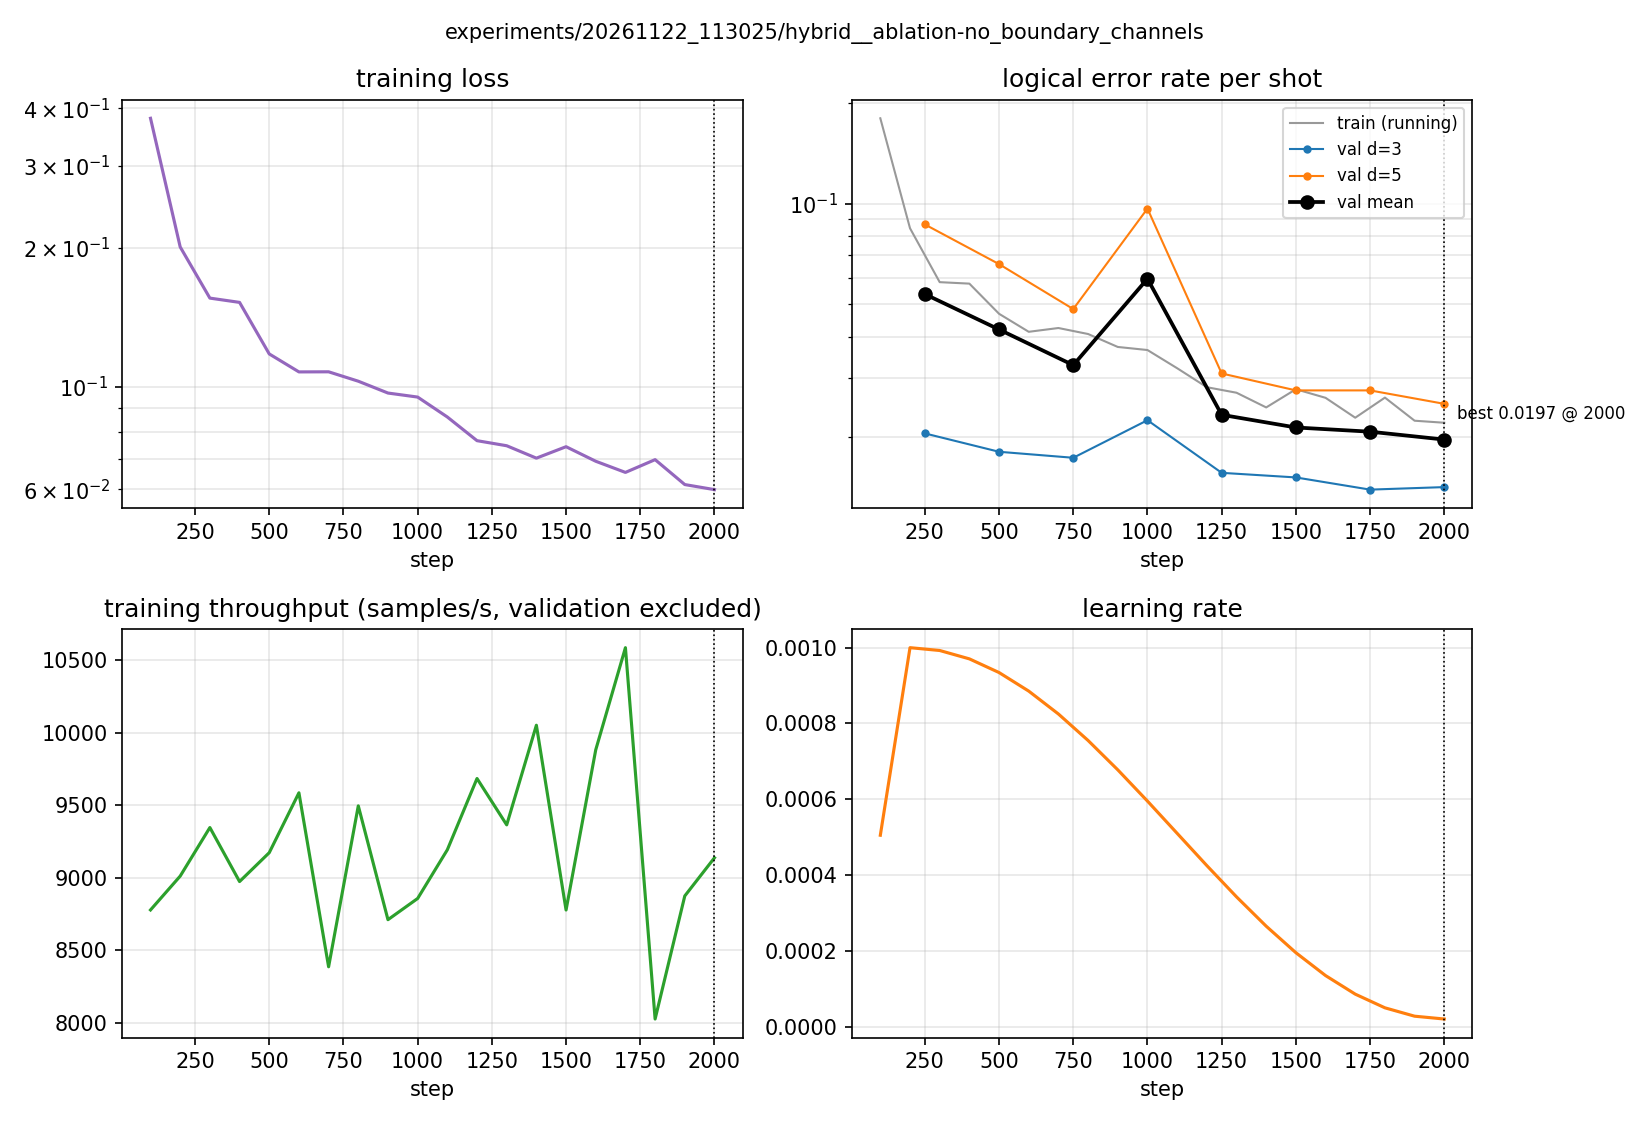 experiments/20261122_113025/hybrid__ablation-no_boundary_channels
training loss
4 × 10⁻¹
3 × 10⁻¹
2 × 10⁻¹
10⁻¹
6 × 10⁻²
250 500 750 1000 1250 1500 1750 2000
step
logical error rate per shot
train (running)
val d=3
val d=5
val mean
10⁻¹
best 0.0197 @ 2000
250 500 750 1000 1250 1500 1750 2000
step
training throughput (samples/s, validation excluded)
10500
10000
9500
9000
8500
8000
250 500 750 1000 1250 1500 1750 2000
step
learning rate
0.0010
0.0008
0.0006
0.0004
0.0002
0.0000
250 500 750 1000 1250 1500 1750 2000
step